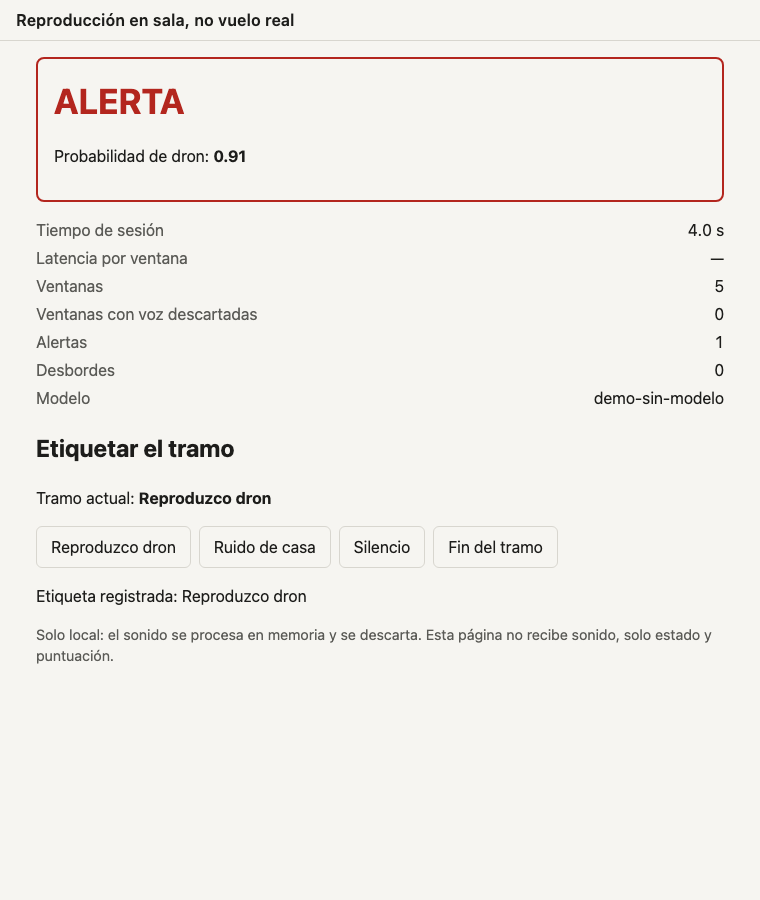 Reproducción en sala, no vuelo real
ALERTA
Probabilidad de dron: 0.91
Tiempo de sesión 4.0 s
Latencia por ventana —
Ventanas 5
Ventanas con voz descartadas 0
Alertas 1
Desbordes 0
Modelo demo-sin-modelo
Etiquetar el tramo
Tramo actual: Reproduzco dron
Reproduzco dron Ruido de casa Silencio Fin del tramo
Etiqueta registrada: Reproduzco dron
Solo local: el sonido se procesa en memoria y se descarta. Esta página no recibe sonido, solo estado y
puntuación.